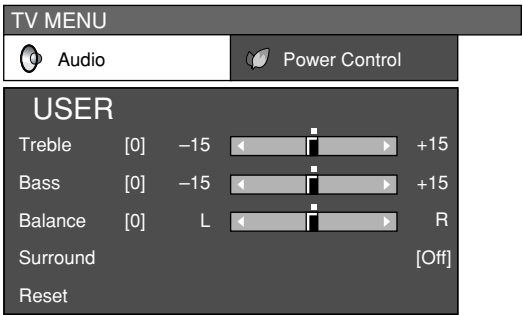 TV MENU
Audio Power Control
USER
Treble [0] –15 +15
Bass [0] –15 +15
Balance [0] L R
Surround [Off]
Reset